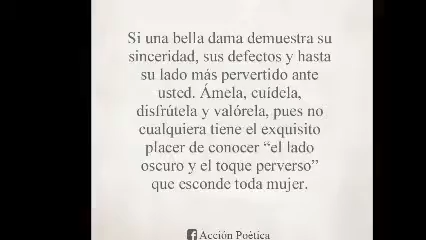 Si una bella dama demuestra su
sinceridad, sus defectos y hasta
su lado más pervertido ante
usted. Ámela, cuídela,
disfrútela y valórela, pues no
cualquiera tiene el exquisito
placer de conocer “el lado
oscuro y el toque perverso”
que esconde toda mujer.
Acción Poética